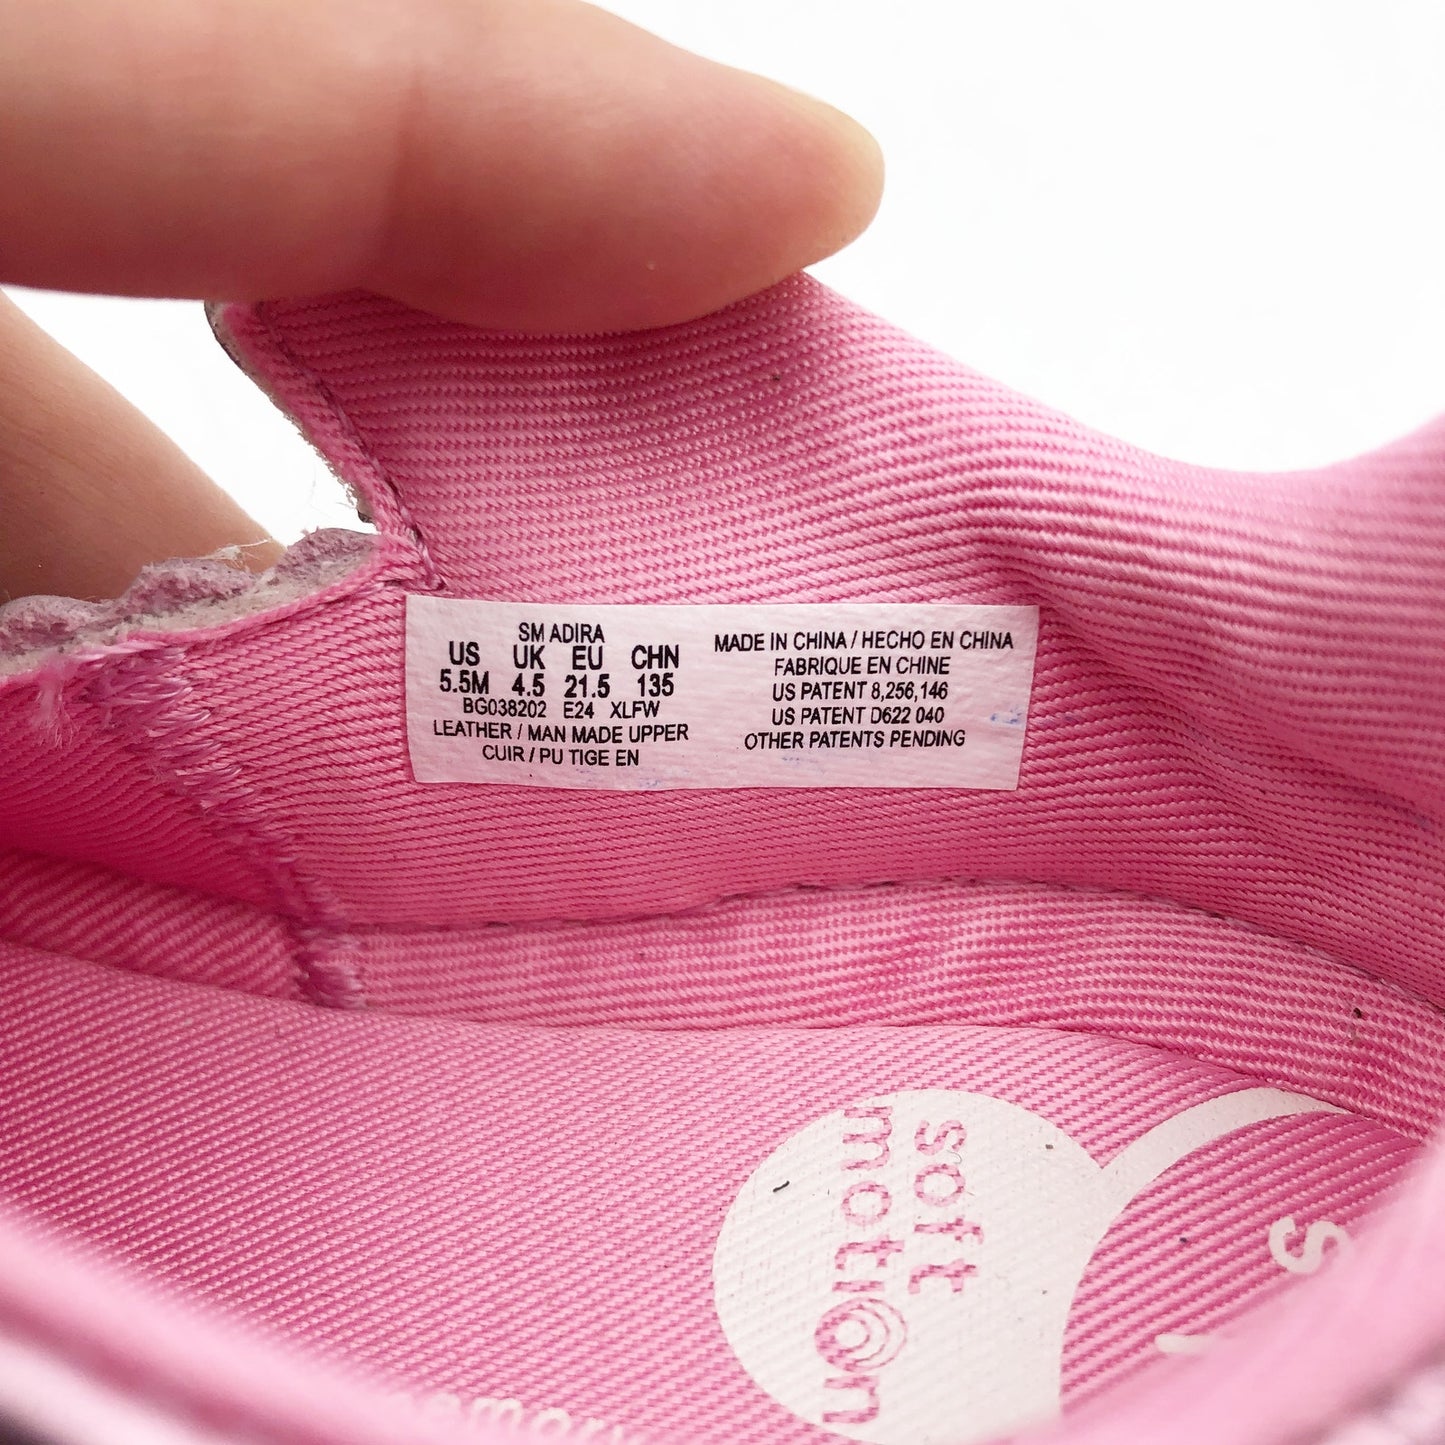 SM ADIRA
US UK EU CHN
5.5M 4.5 21.5 135
BG038202 E24 XLFW
LEATHER / MAN MADE UPPER
CUIR / PU TIGE EN
MADE IN CHINA / HECHO EN CHINA
FABRIQUE EN CHINE
US PATENT 8,256,146
US PATENT D622 040
OTHER PATENTS PENDING
soft
motion